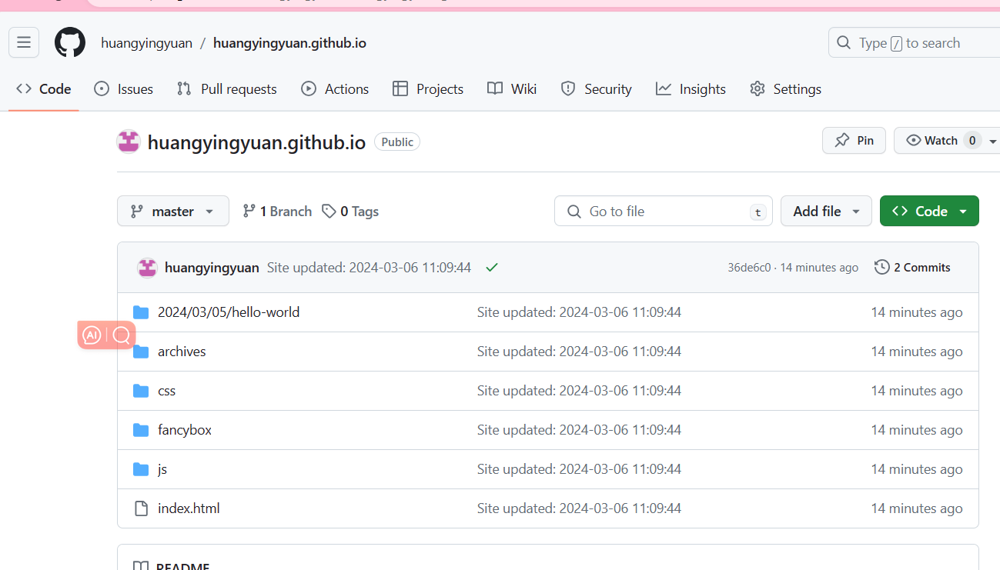 huangyingyuan / huangyingyuan.github.io Type / to search
Code Issues Pull requests Actions Projects Wiki Security Insights Settings
huangyingyuan.github.io Public Pin Watch 0
master 1 Branch 0 Tags Go to file t Add file Code
huangyingyuan Site updated: 2024-03-06 11:09:44 36de6c0 · 14 minutes ago 2 Commits
2024/03/05/hello-world Site updated: 2024-03-06 11:09:44 14 minutes ago
AI
archives Site updated: 2024-03-06 11:09:44 14 minutes ago
css Site updated: 2024-03-06 11:09:44 14 minutes ago
fancybox Site updated: 2024-03-06 11:09:44 14 minutes ago
js Site updated: 2024-03-06 11:09:44 14 minutes ago
index.html Site updated: 2024-03-06 11:09:44 14 minutes ago
README